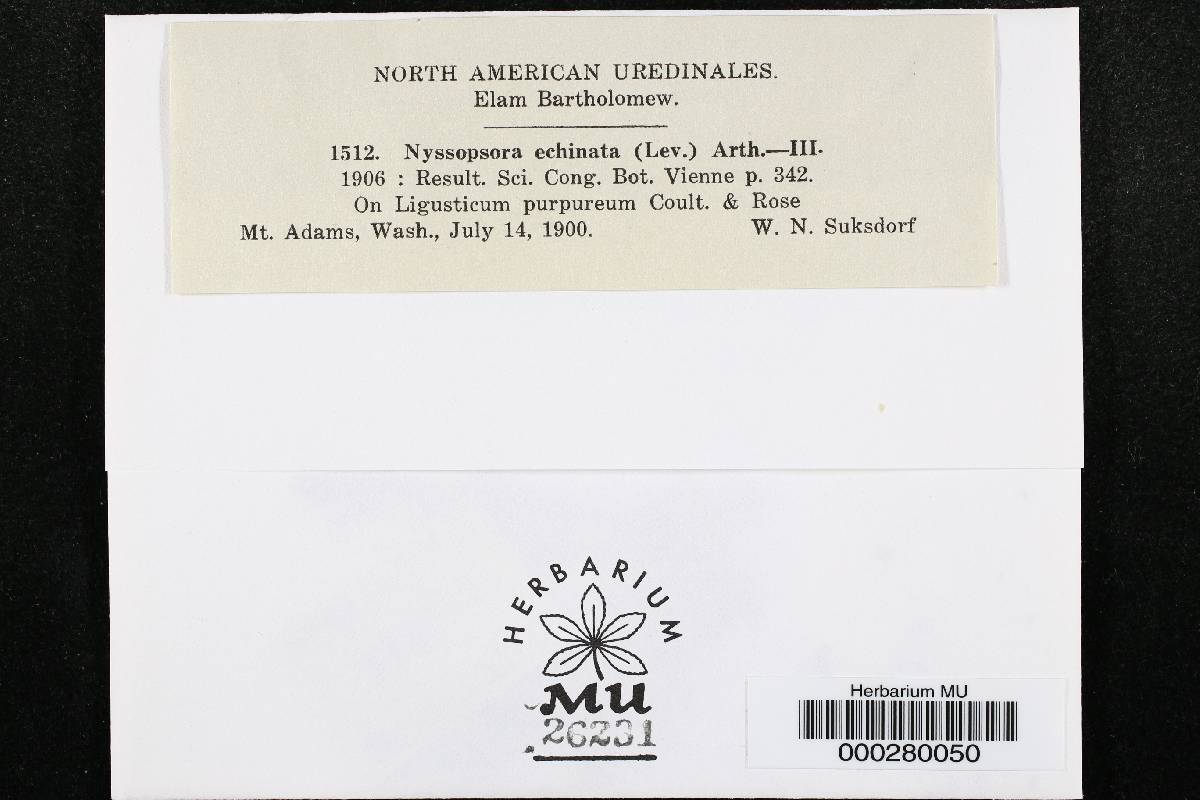 NORTH AMERICAN UREDINALES.
Elam Bartholomew.
1512. Nyssopsora echinata (Lev.) Arth.—III.
1906 : Result. Sci. Cong. Bot. Vienne p. 342.
On Ligusticum purpureum Coult. & Rose
Mt. Adams, Wash., July 14, 1900. W. N. Suksdorf
HERBARIUM
MU
26231
Herbarium MU
000280050